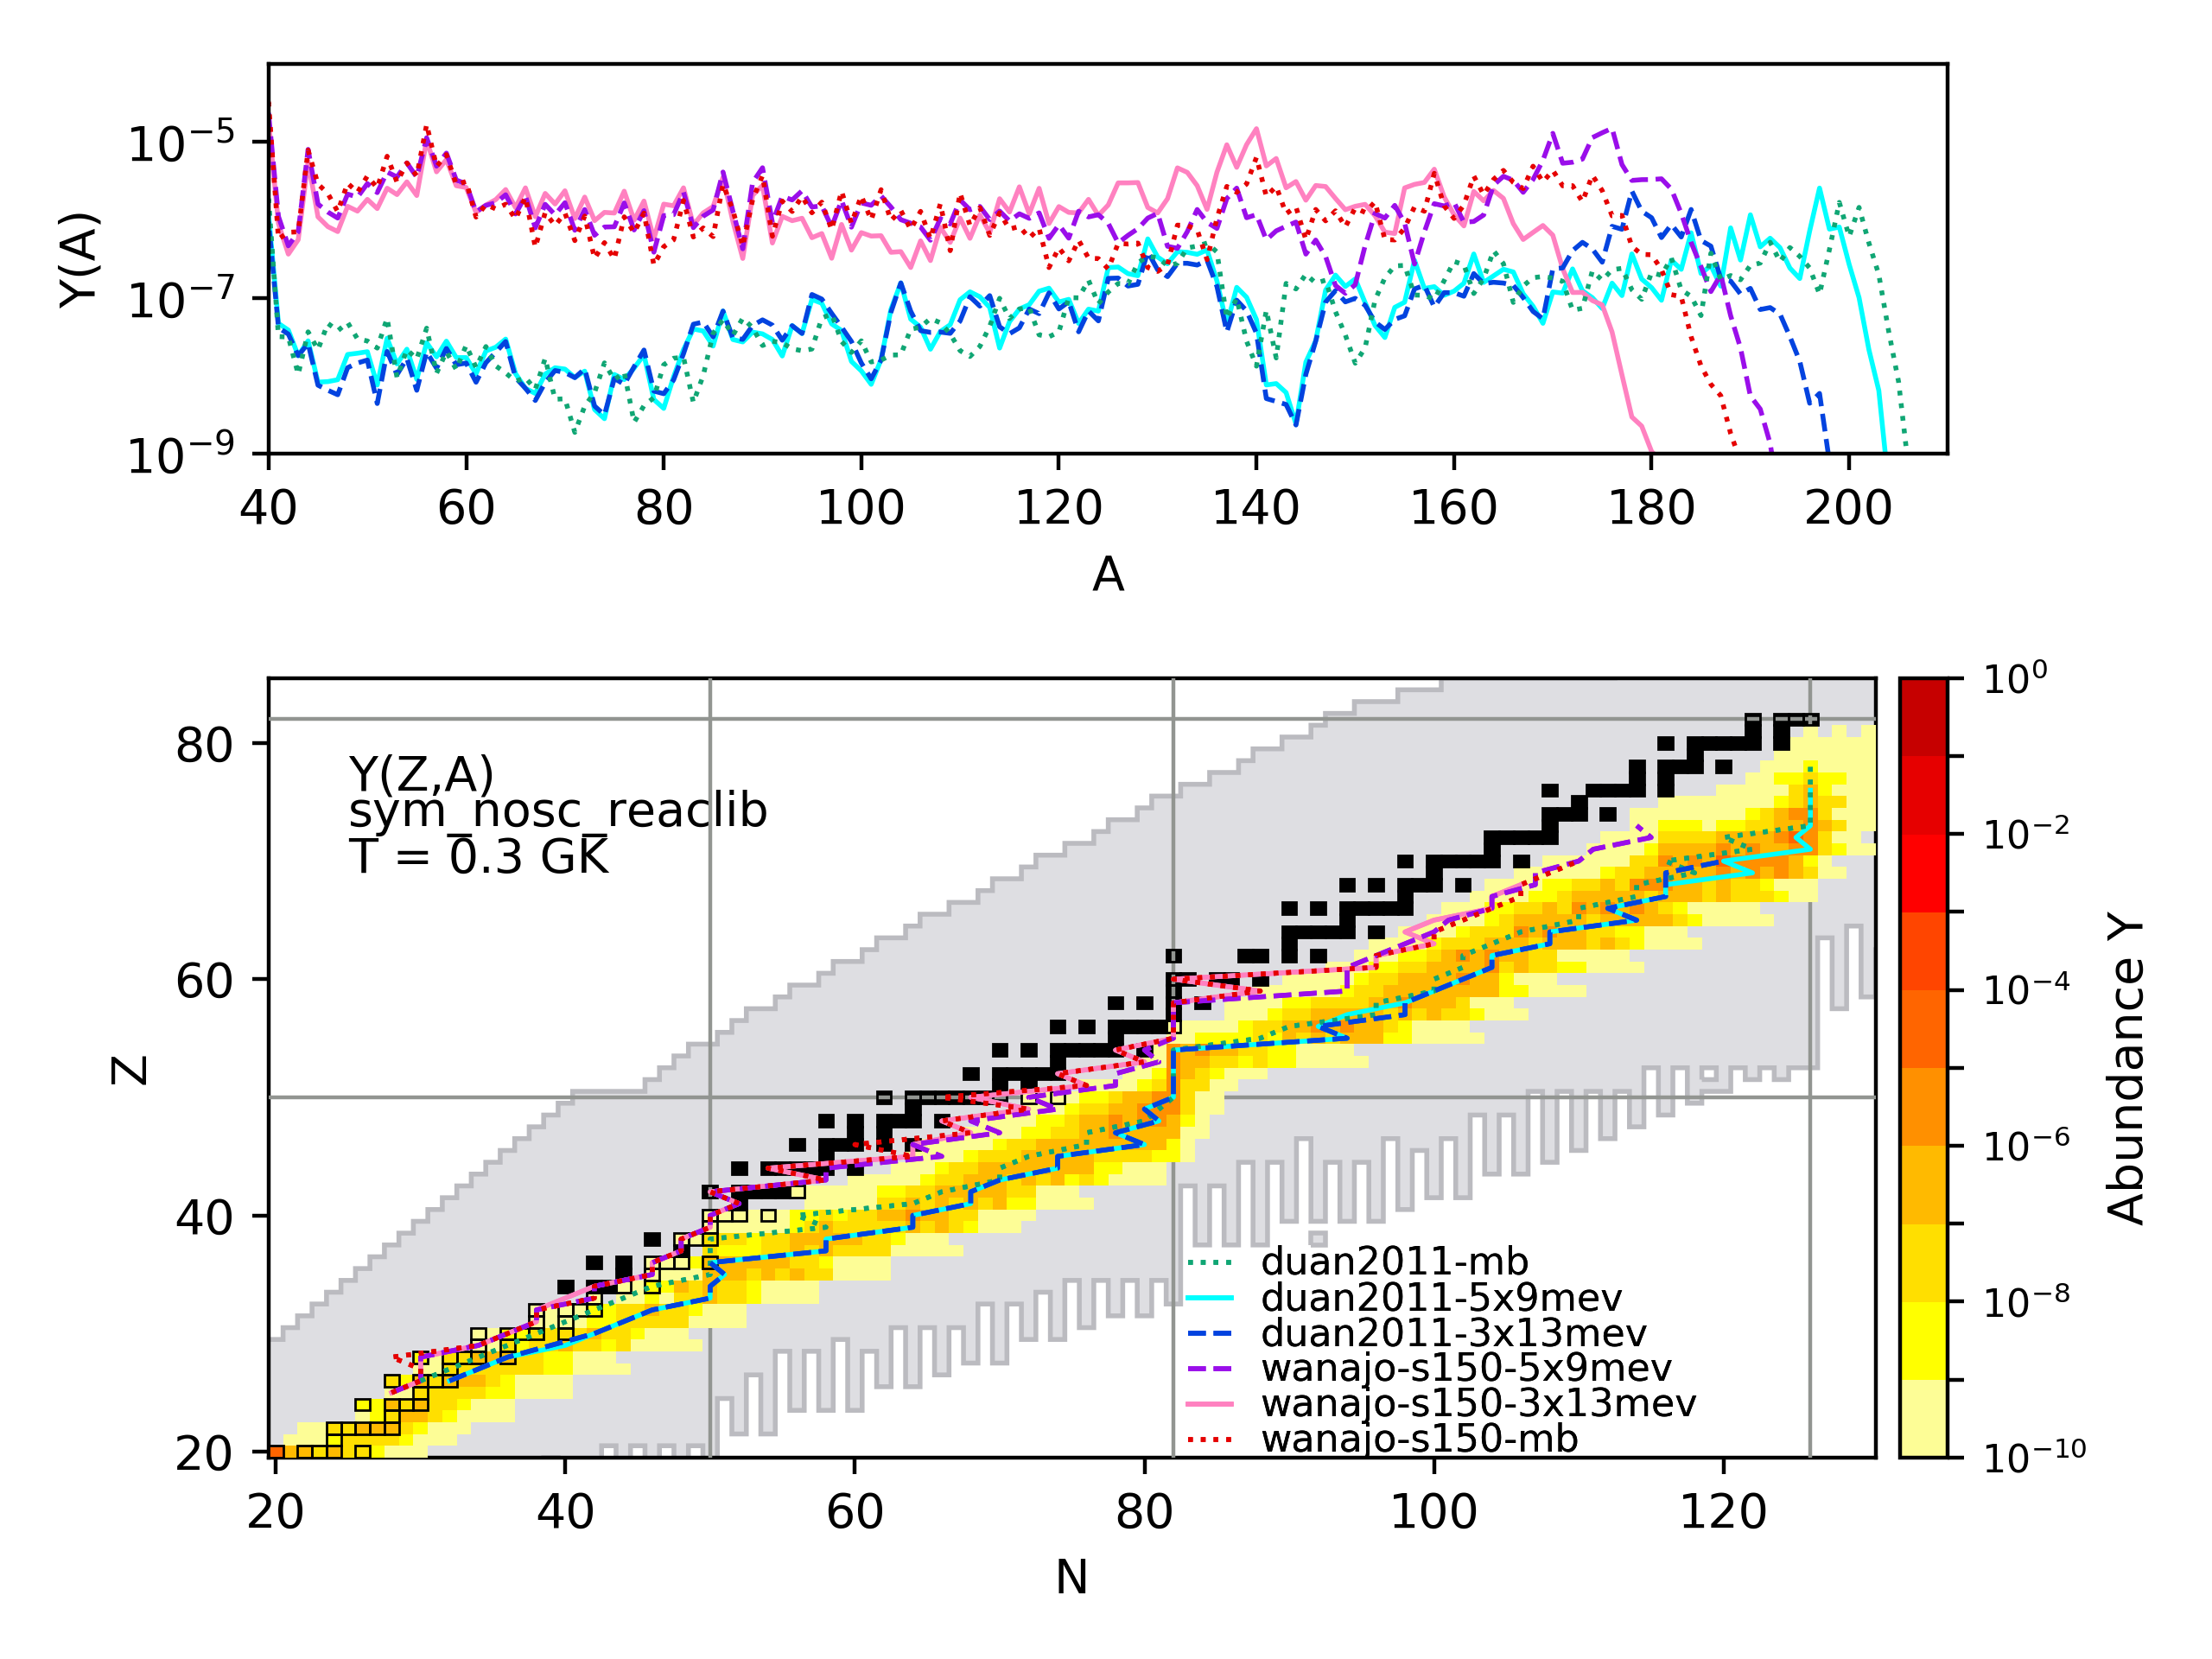 10⁻⁵
10⁻⁷
10⁻⁹
Y(A)
40 60 80 100 120 140 160 180 200
A
Y(Z,A)
sym_nosc_reaclib
T = 0.3 GK
80
60
40
20
Z
20 40 60 80 100 120
N
duan2011-mb
duan2011-5x9mev
duan2011-3x13mev
wanajo-s150-5x9mev
wanajo-s150-3x13mev
wanajo-s150-mb
10⁰
10⁻²
10⁻⁴
10⁻⁶
10⁻⁸
10⁻¹⁰
Abundance Y